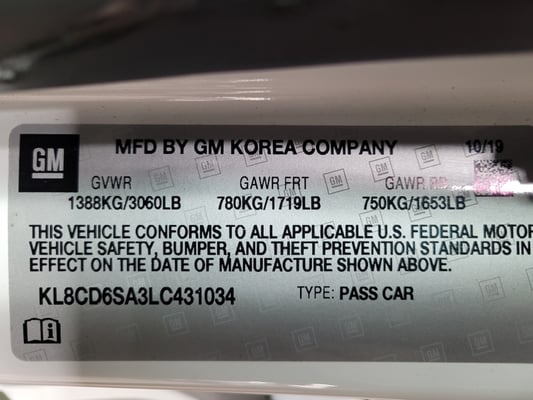 GM
MFD BY GM KOREA COMPANY 10/19
GVWR GAWR FRT GAWR RR
1388KG/3060LB 780KG/1719LB 750KG/1653LB
THIS VEHICLE CONFORMS TO ALL APPLICABLE U.S. FEDERAL MOTOR
VEHICLE SAFETY, BUMPER, AND THEFT PREVENTION STANDARDS IN
EFFECT ON THE DATE OF MANUFACTURE SHOWN ABOVE.
KL8CD6SA3LC431034 TYPE: PASS CAR